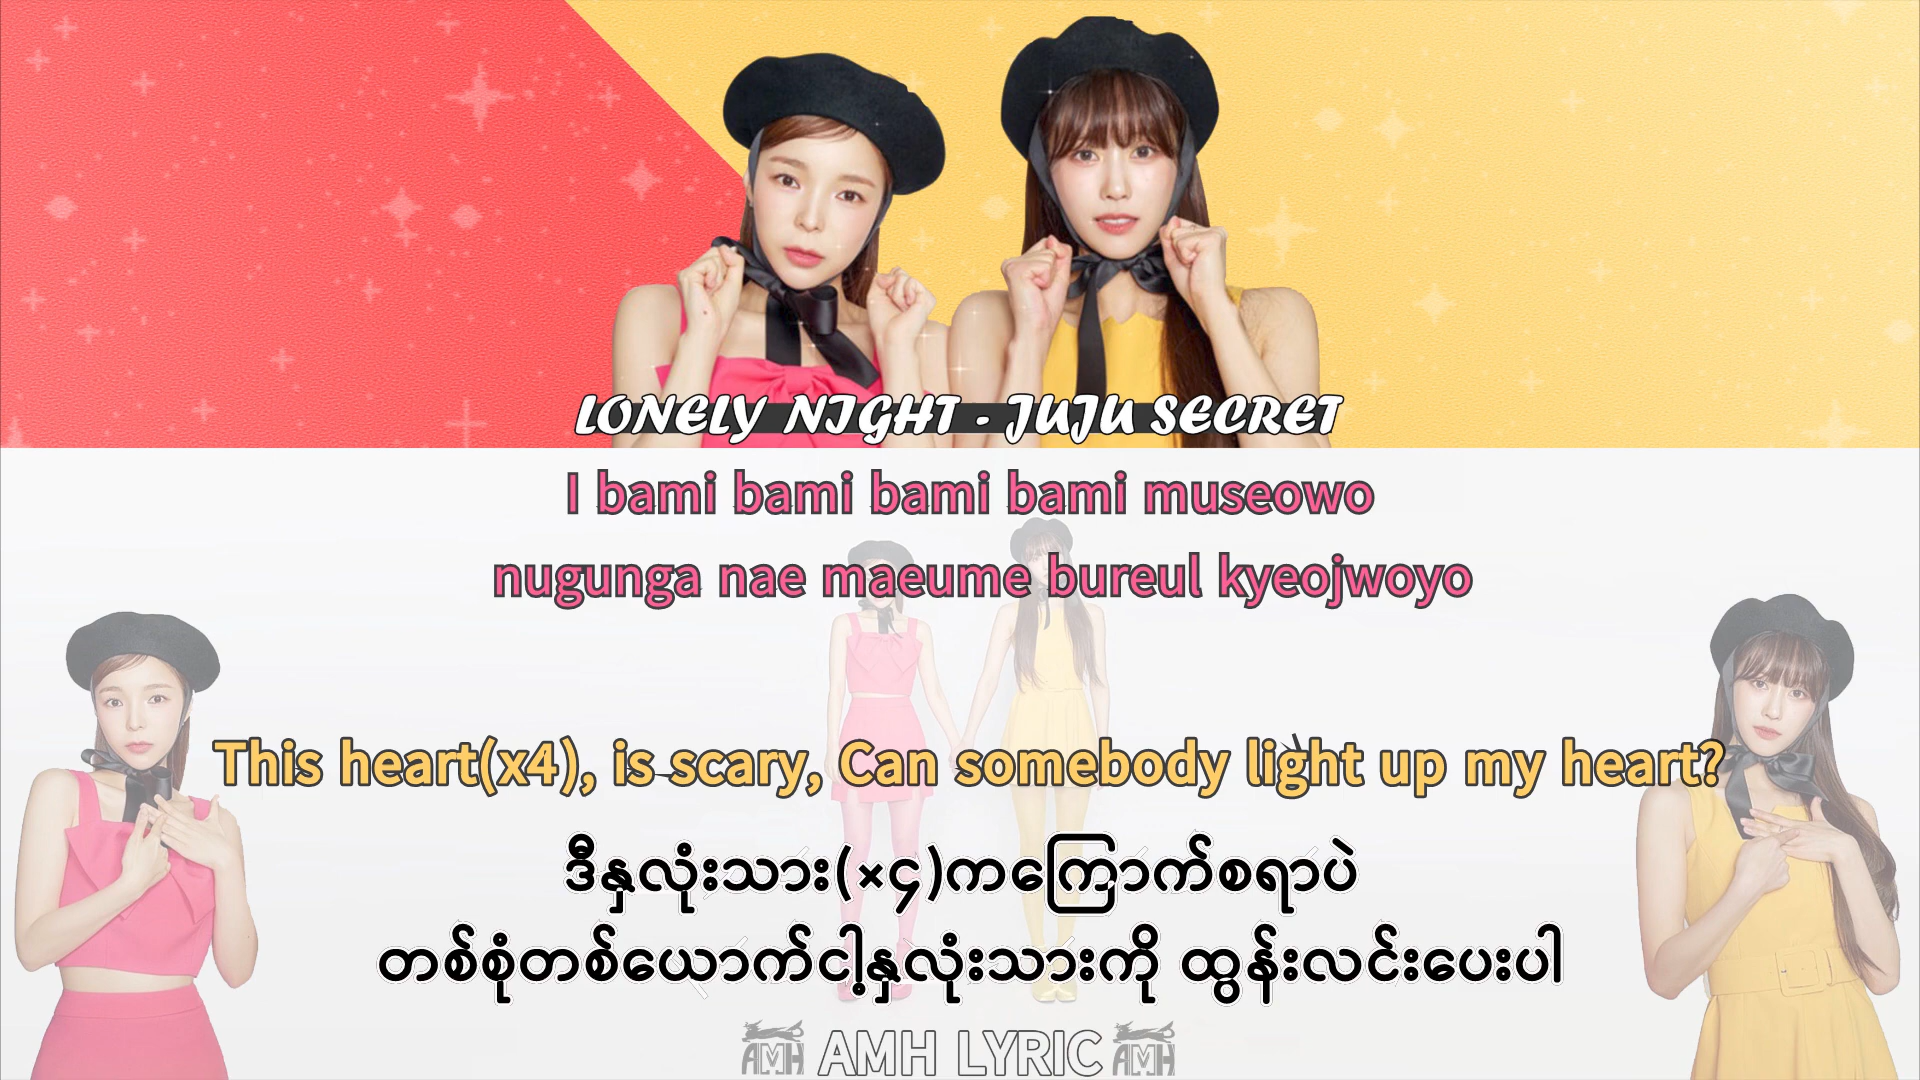 LONELY NIGHT - JUJU SECRET
I bami bami bami bami museowo
nugunga nae maeume bureul kyeojwoyo
This heart(x4), is scary, Can somebody light up my heart?
ဒီနှလုံးသား(×၄)ကကြောက်စရာပဲ
တစ်စုံတစ်ယောက်ငါ့နှလုံးသားကို ထွန်းလင်းပေးပါ
AMH AMH LYRIC AMH